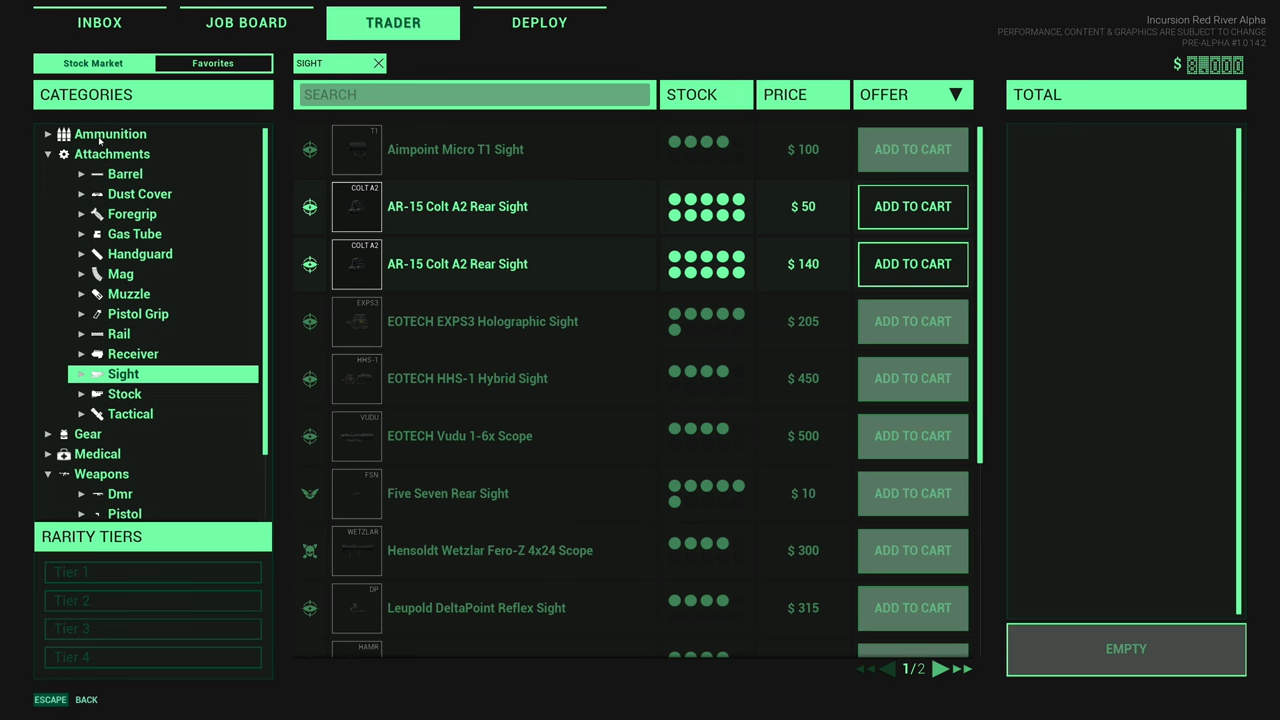 INBOX
JOB BOARD
TRADER
DEPLOY
Incursion Red River Alpha
PERFORMANCE, CONTENT & GRAPHICS ARE SUBJECT TO CHANGE
PRE-ALPHA #1.0.14.2
Stock Market
Favorites
SIGHT
$
CATEGORIES
SEARCH
STOCK
PRICE
OFFER
TOTAL
Ammunition
Attachments
Barrel
Dust Cover
Foregrip
Gas Tube
Handguard
Mag
Muzzle
Pistol Grip
Rail
Receiver
Sight
Stock
Tactical
Gear
Medical
Weapons
Dmr
Pistol
RARITY TIERS
Tier 1
Tier 2
Tier 3
Tier 4
T1
Aimpoint Micro T1 Sight
$ 100
ADD TO CART
COLT A2
AR-15 Colt A2 Rear Sight
$ 50
ADD TO CART
COLT A2
AR-15 Colt A2 Rear Sight
$ 140
ADD TO CART
EXPS3
EOTECH EXPS3 Holographic Sight
$ 205
ADD TO CART
HHS-1
EOTECH HHS-1 Hybrid Sight
$ 450
ADD TO CART
VUDU
EOTECH Vudu 1-6x Scope
$ 500
ADD TO CART
FSN
Five Seven Rear Sight
$ 10
ADD TO CART
WETZLAR
Hensoldt Wetzlar Fero-Z 4x24 Scope
$ 300
ADD TO CART
DP
Leupold DeltaPoint Reflex Sight
$ 315
ADD TO CART
HAMR
1/2
EMPTY
ESCAPE BACK